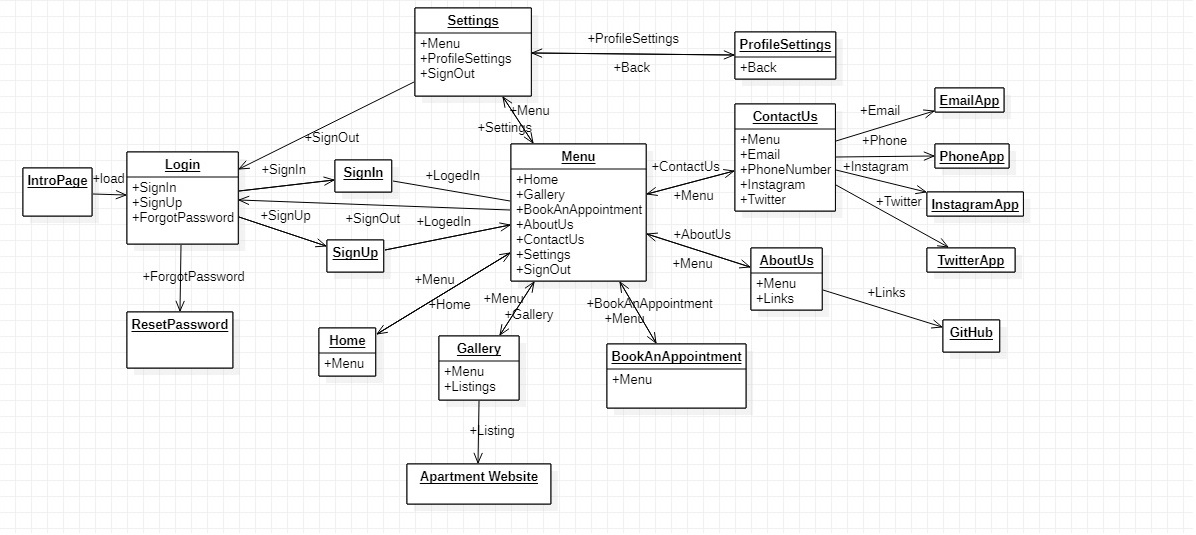 Settings
+Menu
+ProfileSettings
+SignOut
+ProfileSettings
+Back
ProfileSettings
+Back
+Menu
+Settings
+SignOut
IntroPage
+load
Login
+SignIn
+SignUp
+ForgotPassword
+SignIn
SignIn
+LogedIn
+SignUp
+SignOut
+LogedIn
SignUp
+ForgotPassword
ResetPassword
Menu
+Home
+Gallery
+BookAnAppointment
+AboutUs
+ContactUs
+Settings
+SignOut
+ContactUs
+Menu
ContactUs
+Menu
+Email
+PhoneNumber
+Instagram
+Twitter
+Email
EmailApp
+Phone
PhoneApp
+Instagram
InstagramApp
+Twitter
TwitterApp
+AboutUs
+Menu
AboutUs
+Menu
+Links
+Links
GitHub
+Menu
+Home
Home
+Menu
+Menu
+Gallery
Gallery
+Menu
+Listings
+Listing
Apartment Website
+BookAnAppointment
+Menu
BookAnAppointment
+Menu